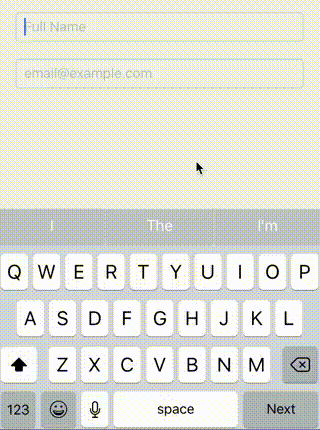 Full Name
email@example.com
I The I'm
Q W E R T Y U I O P
A S D F G H J K L
Z X C V B N M
123 space Next